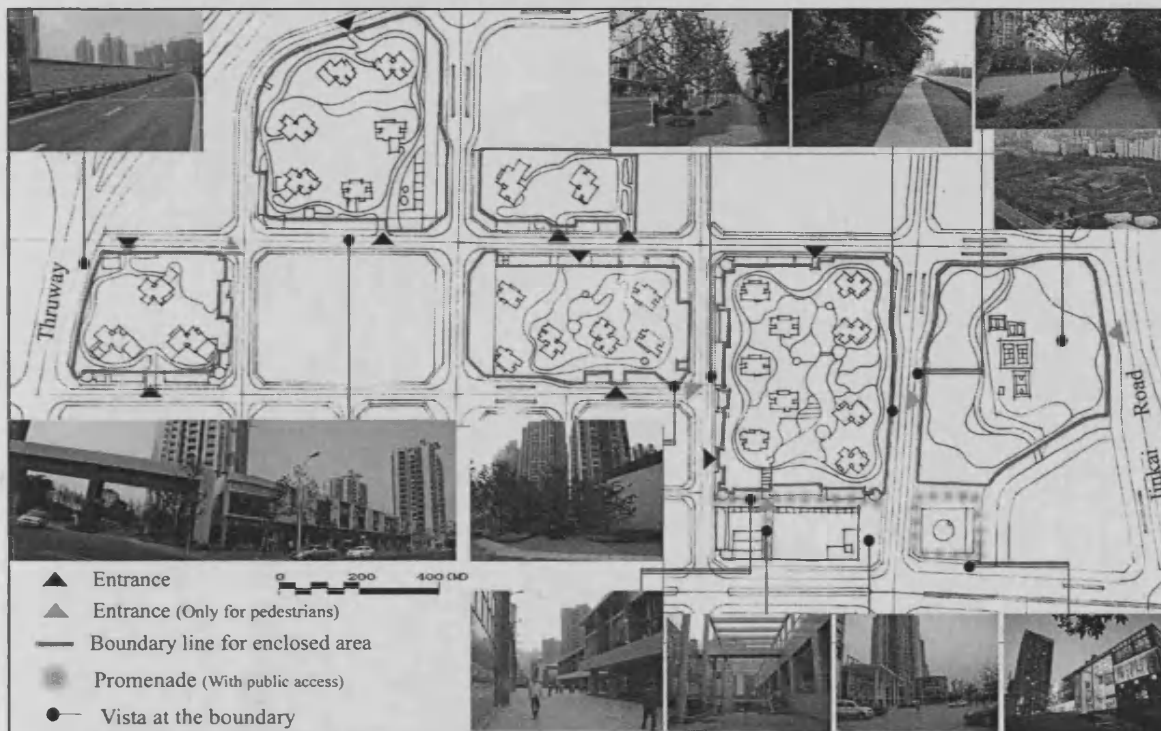 Thruway
Road
Jinkai
Entrance
Entrance (Only for pedestrians)
Boundary line for enclosed area
Promenade (With public access)
Vista at the boundary
0 200 400